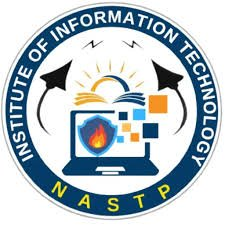 INSTITUTE OF INFORMATION TECHNOLOGY
NASTP